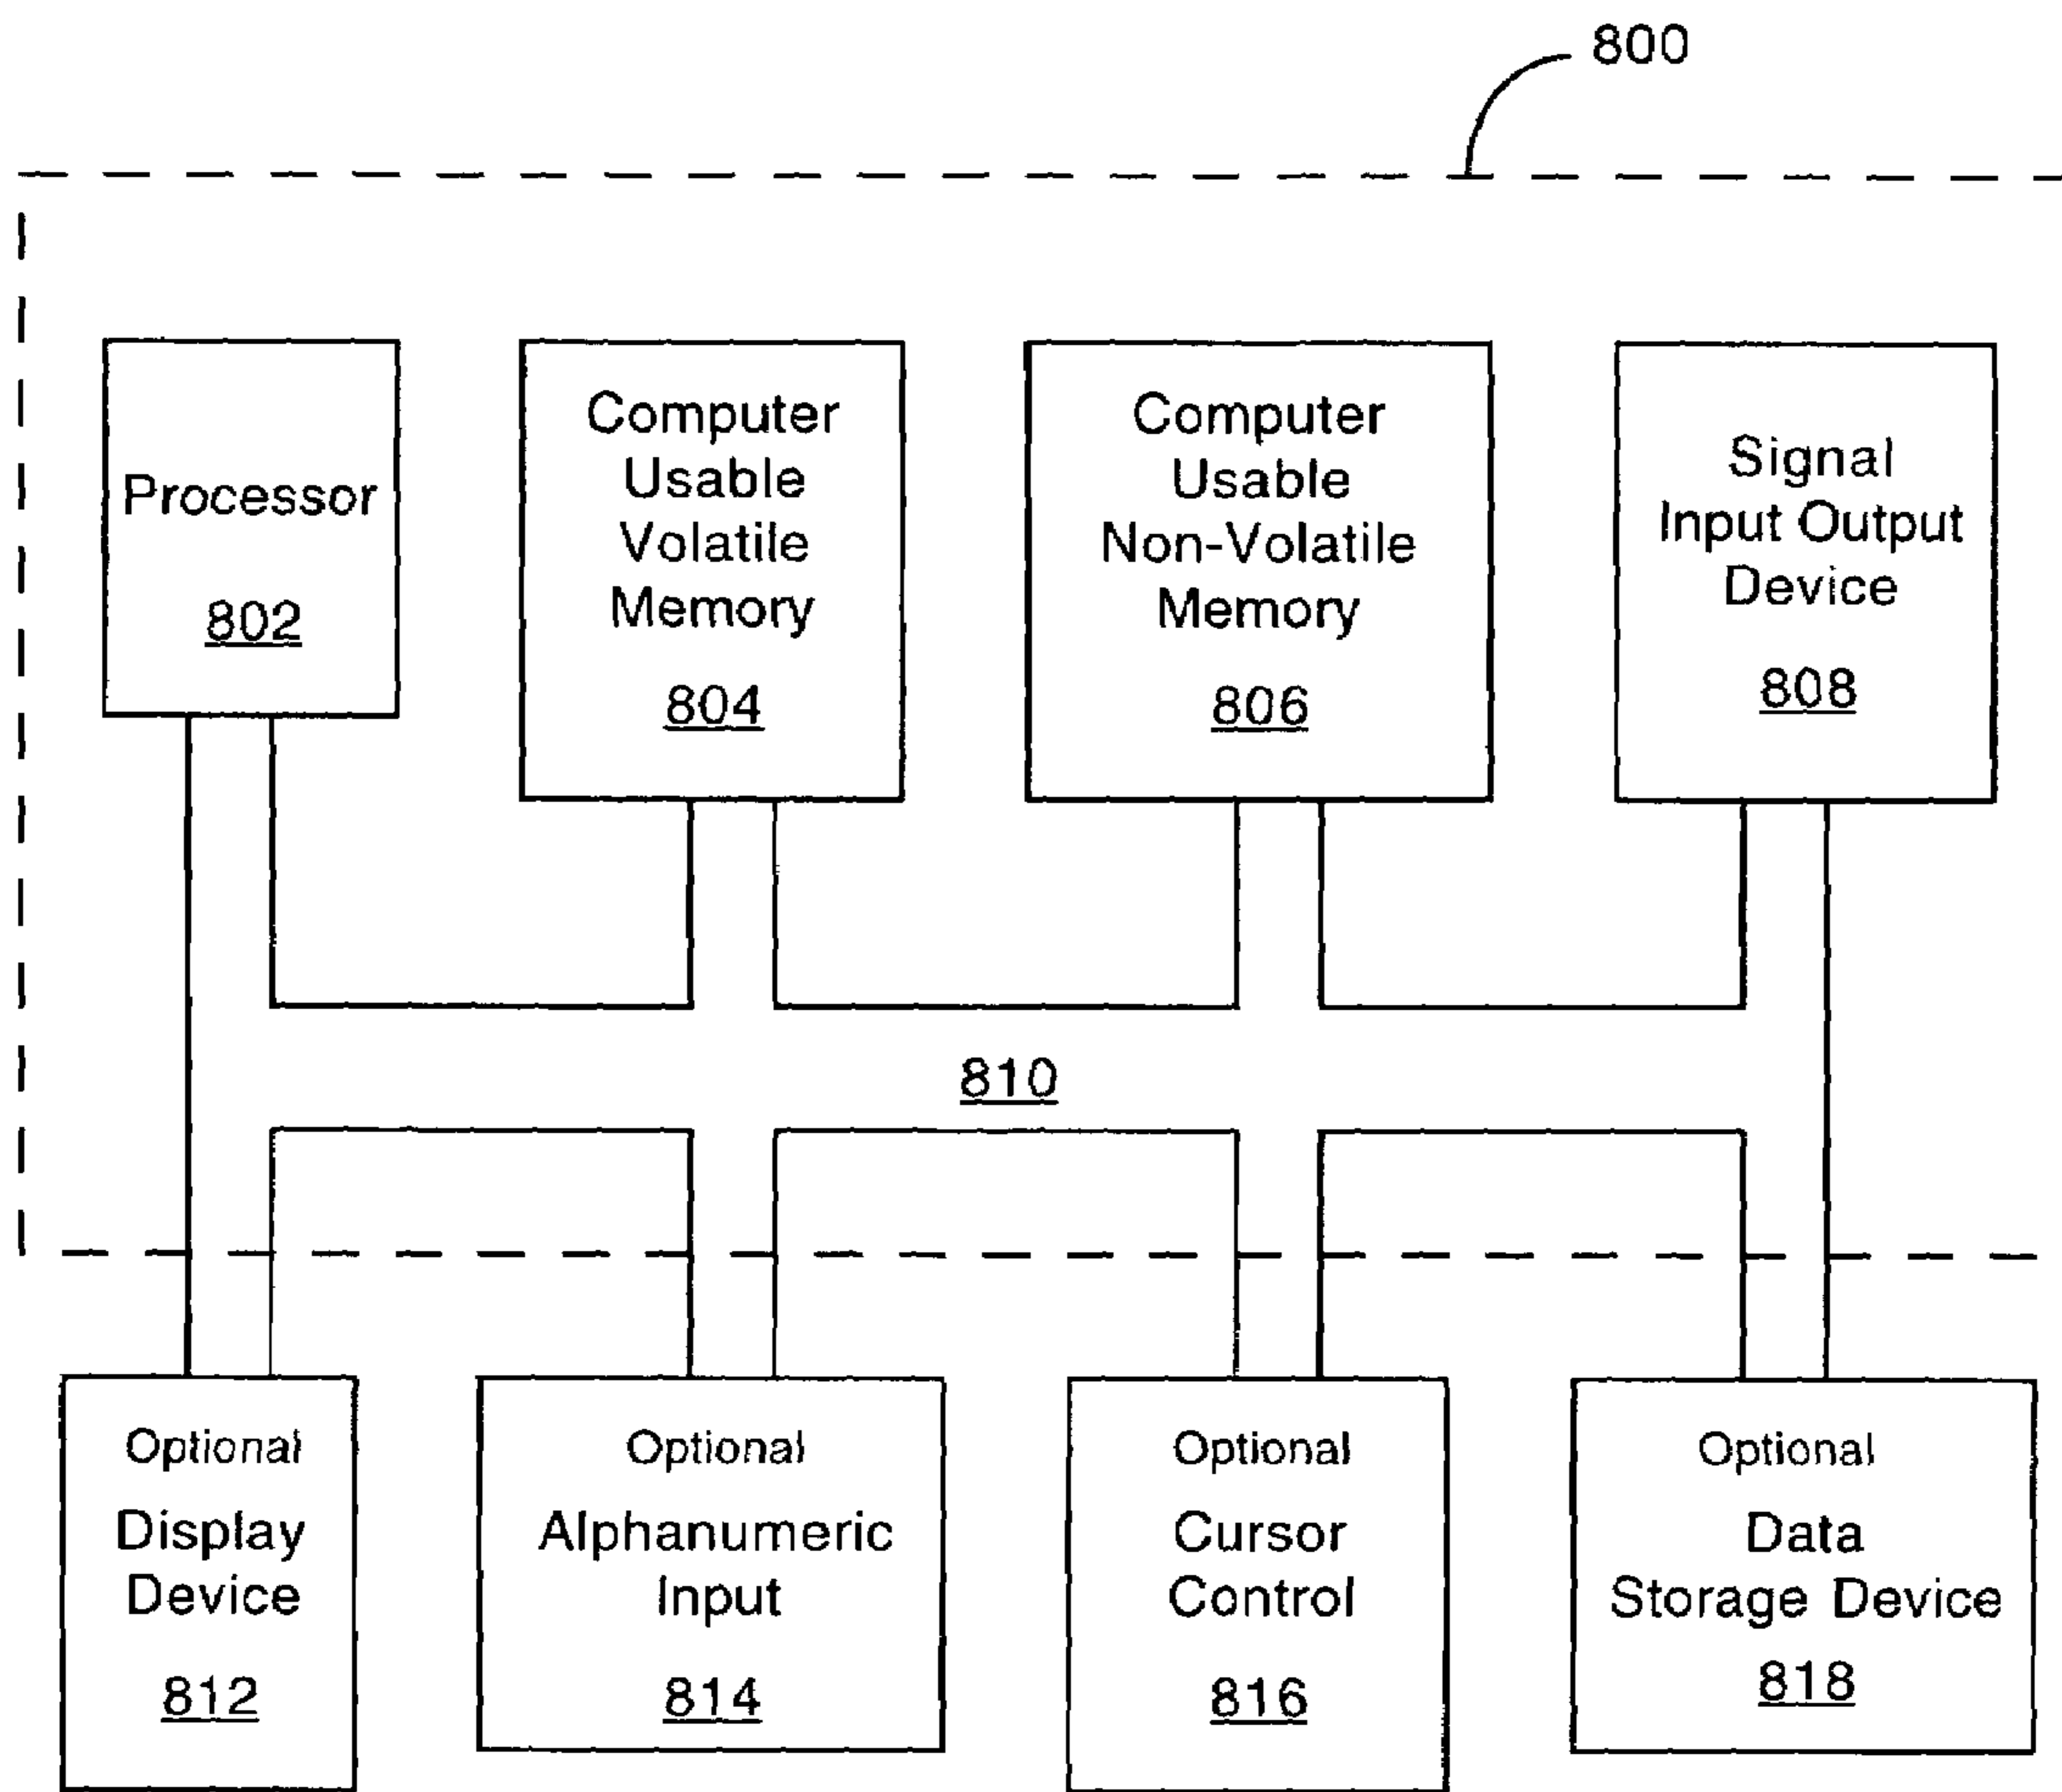 800
Processor
802
Computer
Usable
Volatile
Memory
804
Computer
Usable
Non-Volatile
Memory
806
Signal
Input Output
Device
808
810
Optional
Display
Device
812
Optional
Alphanumeric
Input
814
Optional
Cursor
Control
816
Optional
Data
Storage Device
818